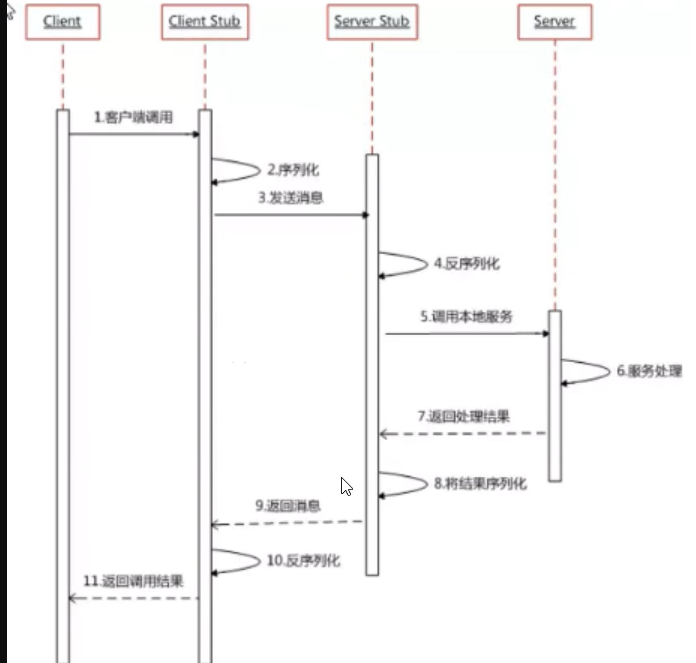 Client
Client Stub
Server Stub
Server
1.客户端调用
2.序列化
3.发送消息
4.反序列化
5.调用本地服务
6.服务处理
7.返回处理结果
8.将结果序列化
9.返回消息
10.反序列化
11.返回调用结果